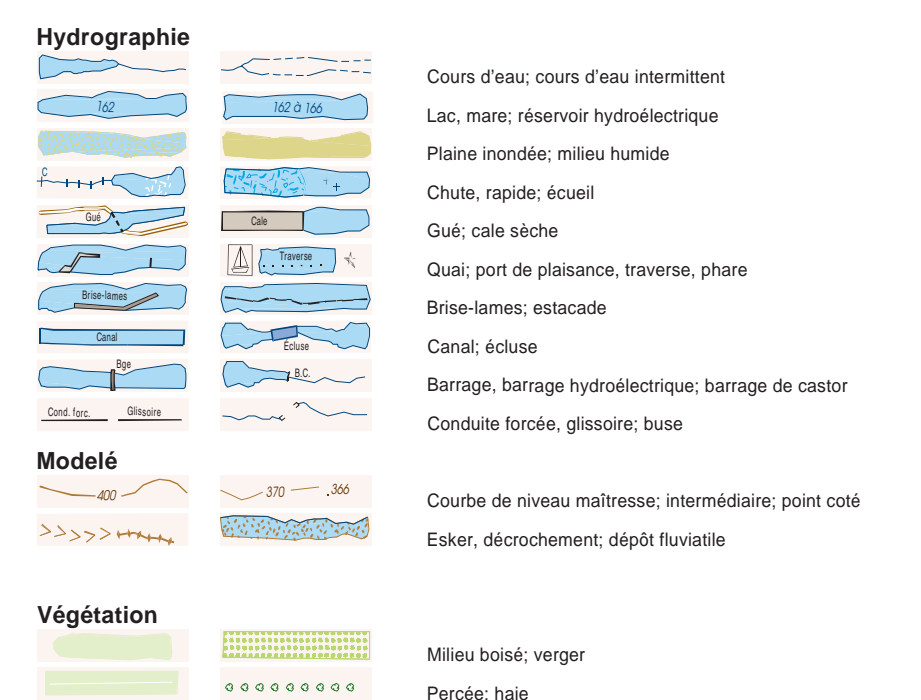 Hydrographie
Cours d'eau; cours d'eau intermittent
162 162 à 166 Lac, mare; réservoir hydroélectrique
Plaine inondée; milieu humide
C Chute, rapide; écueil
Gué Cale Gué; cale sèche
Traverse Quai; port de plaisance, traverse, phare
Brise-lames Brise-lames; estacade
Canal Écluse Canal; écluse
Bge B.C. Barrage, barrage hydroélectrique; barrage de castor
Cond. forc. Glissoire Conduite forcée, glissoire; buse
Modelé
400 370 .366 Courbe de niveau maîtresse; intermédiaire; point coté
Esker, décrochement; dépôt fluviatile
Végétation
Milieu boisé; verger
Percée; haie